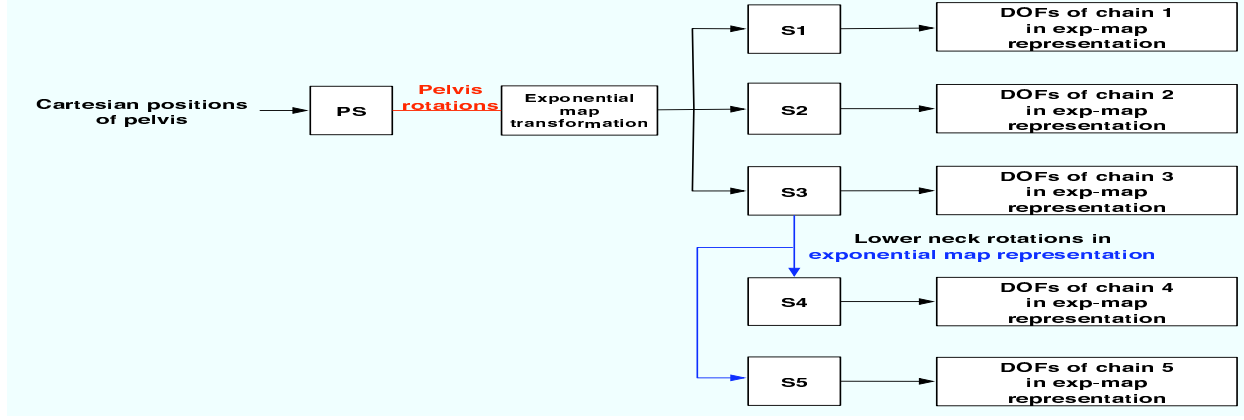 S1
DOFs of chain 1
in exp-map
representation
Cartesian positions
of pelvis
PS
Pelvis
rotations
Exponential
map
transformation
S2
DOFs of chain 2
in exp-map
representation
S3
DOFs of chain 3
in exp-map
representation
Lower neck rotations in
exponential map representation
S4
DOFs of chain 4
in exp-map
representation
S5
DOFs of chain 5
in exp-map
representation